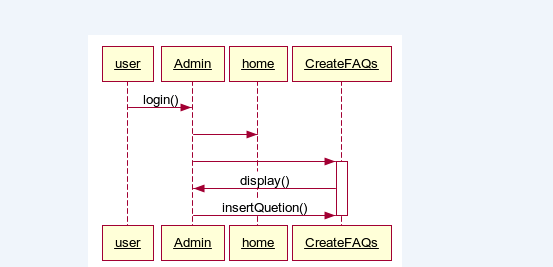 user Admin home CreateFAQs
login()
display()
insertQuetion()
user Admin home CreateFAQs